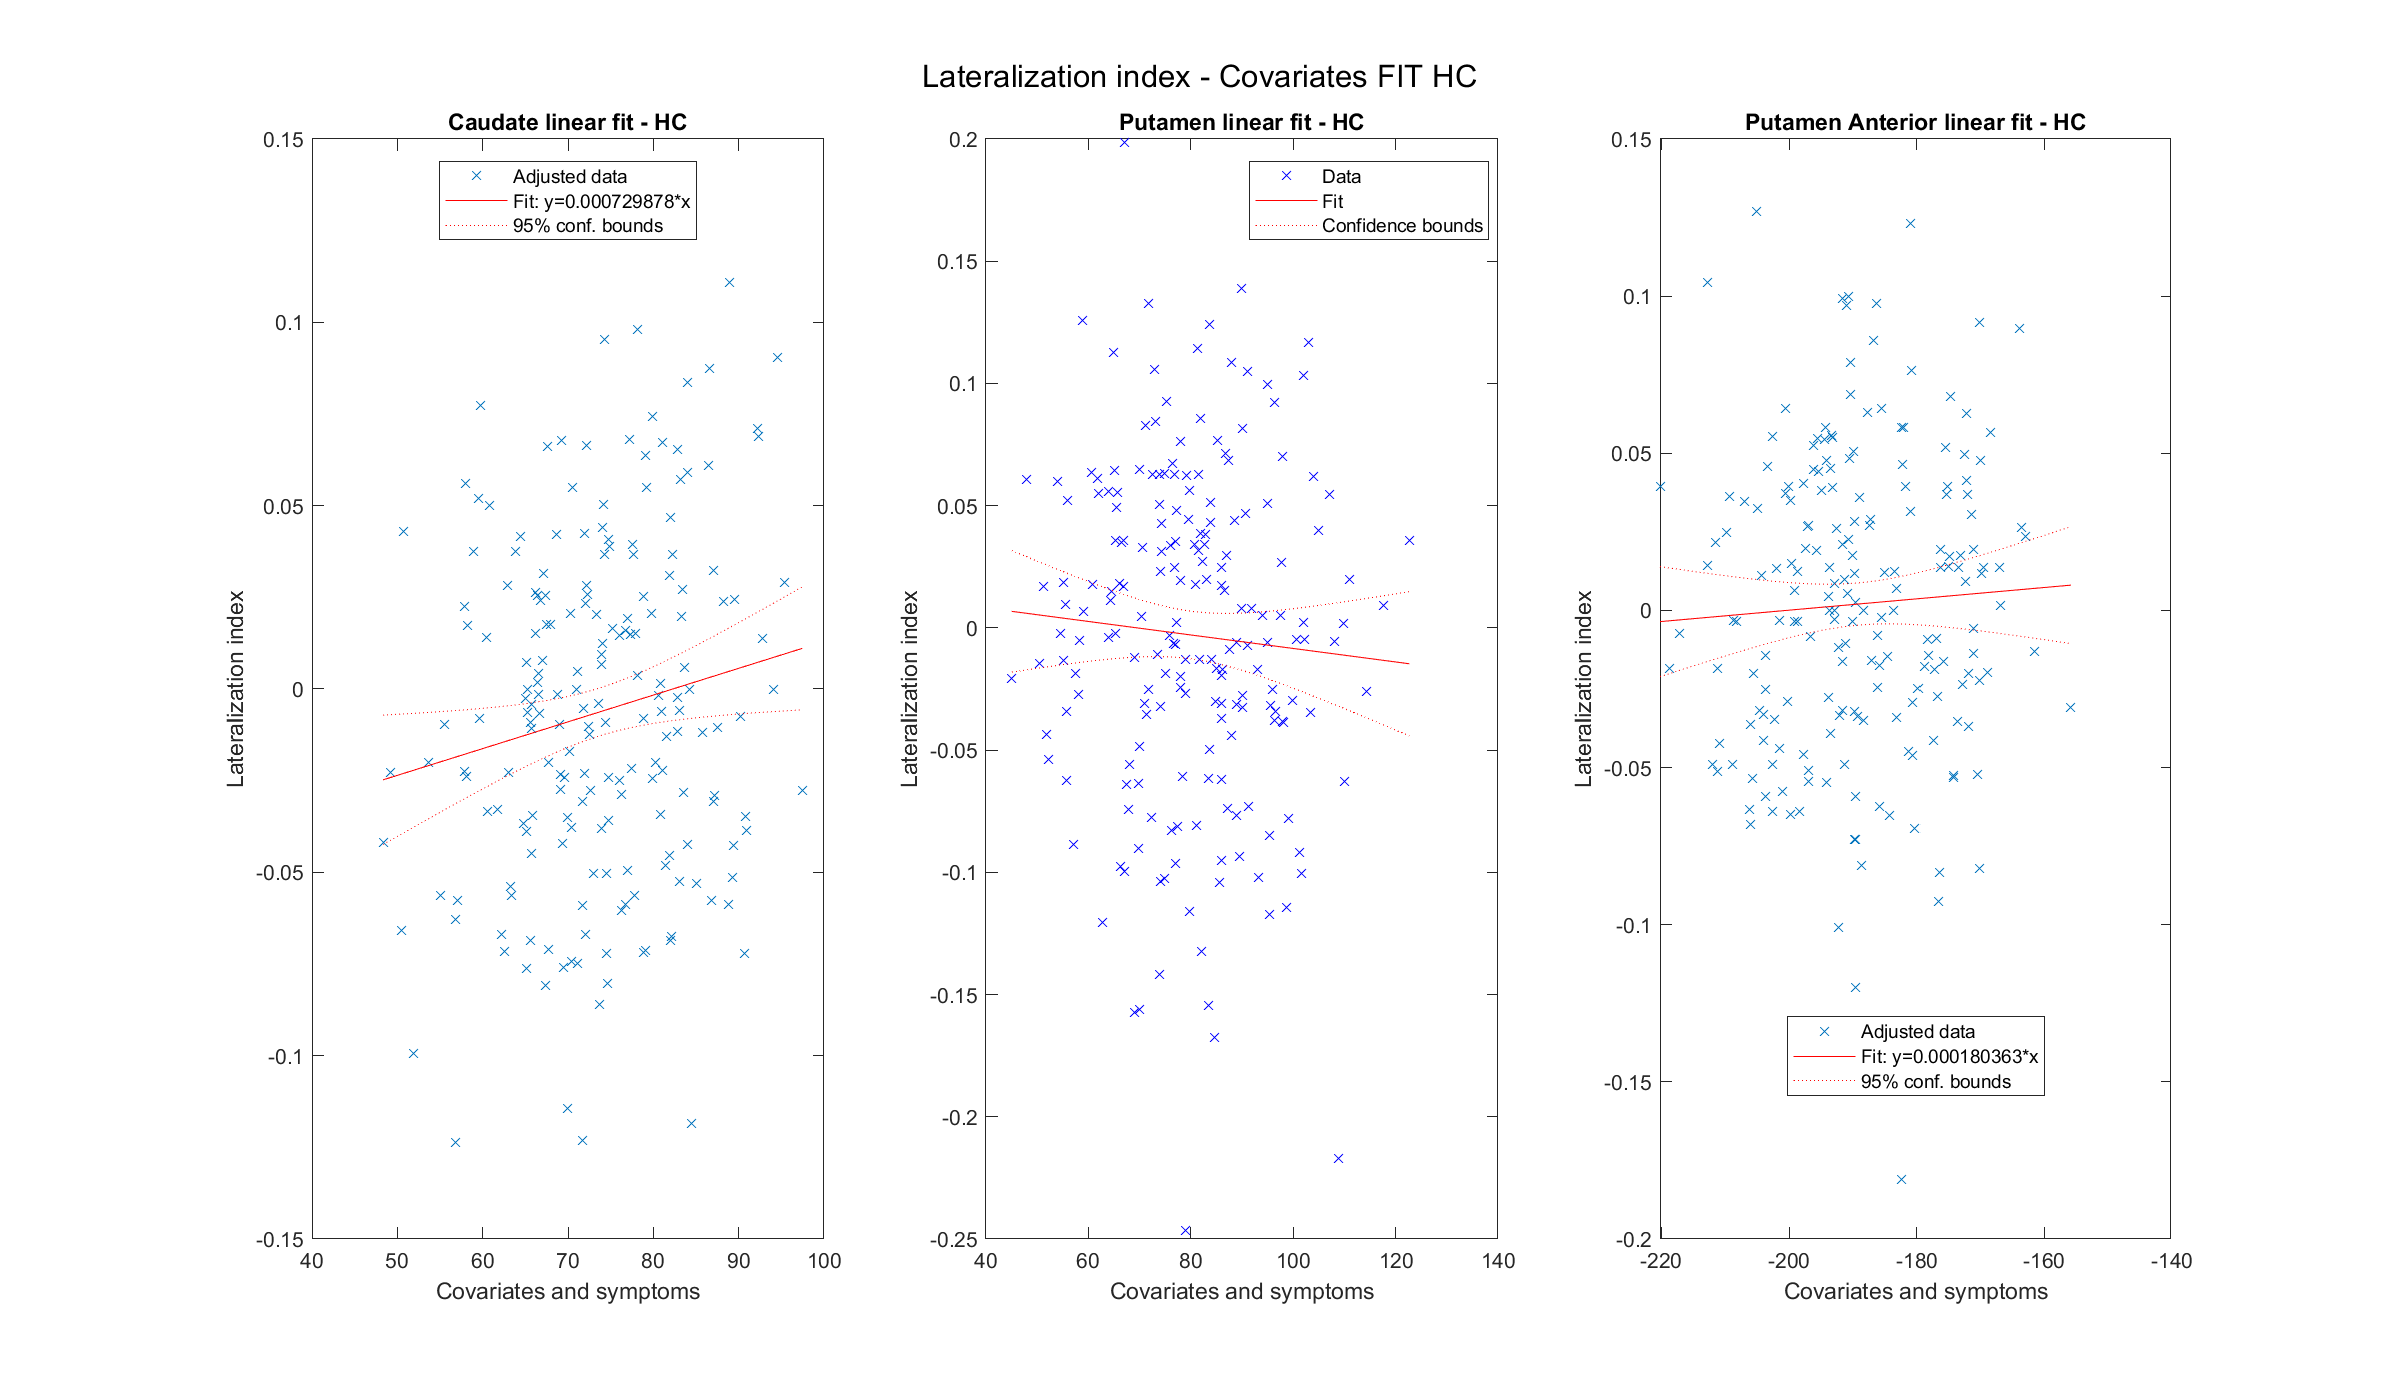 Lateralization index - Covariates FIT HC
Caudate linear fit - HC
0.15
0.1
0.05
0
-0.05
-0.1
-0.15
40 50 60 70 80 90 100
Lateralization index
Covariates and symptoms
Adjusted data
Fit: y=0.000729878*x
95% conf. bounds
Putamen linear fit - HC
0.2
0.15
0.1
0.05
0
-0.05
-0.1
-0.15
-0.2
-0.25
40 60 80 100 120 140
Lateralization index
Covariates and symptoms
Data
Fit
Confidence bounds
Putamen Anterior linear fit - HC
0.15
0.1
0.05
0
-0.05
-0.1
-0.15
-0.2
-220 -200 -180 -160 -140
Lateralization index
Covariates and symptoms
Adjusted data
Fit: y=0.000180363*x
95% conf. bounds